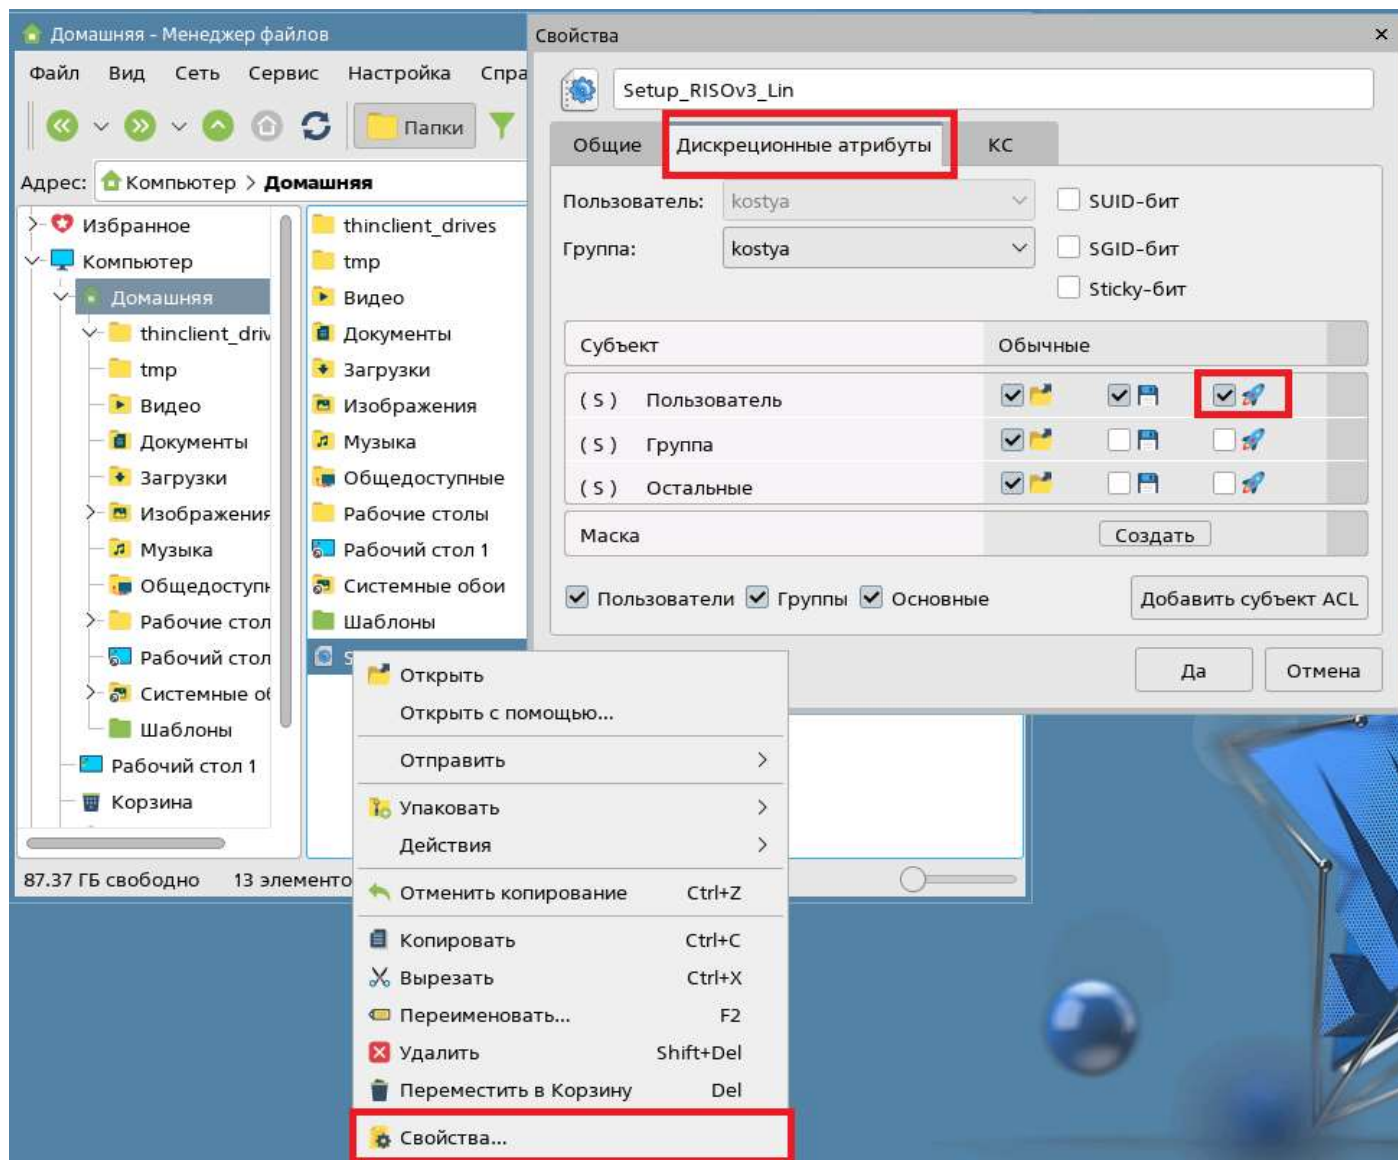 Домашняя – Менеджер файлов
Файл Вид Сеть Сервис Настройка Спра
Папки
Адрес: Компьютер > Домашняя
Избранное
Компьютер
Домашняя
thinclient_driv
tmp
Видео
Документы
Загрузки
Изображения
Музыка
Общедоступн
Рабочие стол
Рабочий стол
Системные об
Шаблоны
Рабочий стол 1
Корзина
thinclient_drives
tmp
Видео
Документы
Загрузки
Изображения
Музыка
Общедоступные
Рабочие столы
Рабочий стол 1
Системные обои
Шаблоны
S
87.37 ГБ свободно 13 элементо
Свойства
Setup_RISOv3_Lin
Общие Дискреционные атрибуты КС
Пользователь: kostya SUID-бит
Группа: kostya SGID-бит
Sticky-бит
Субъект Обычные
( S ) Пользователь
( S ) Группа
( S ) Остальные
Маска Создать
Пользователи Группы Основные Добавить субъект ACL
Да Отмена
Открыть
Открыть с помощью...
Отправить
Упаковать
Действия
Отменить копирование Ctrl+Z
Копировать Ctrl+C
Вырезать Ctrl+X
Переименовать... F2
Удалить Shift+Del
Переместить в Корзину Del
Свойства...